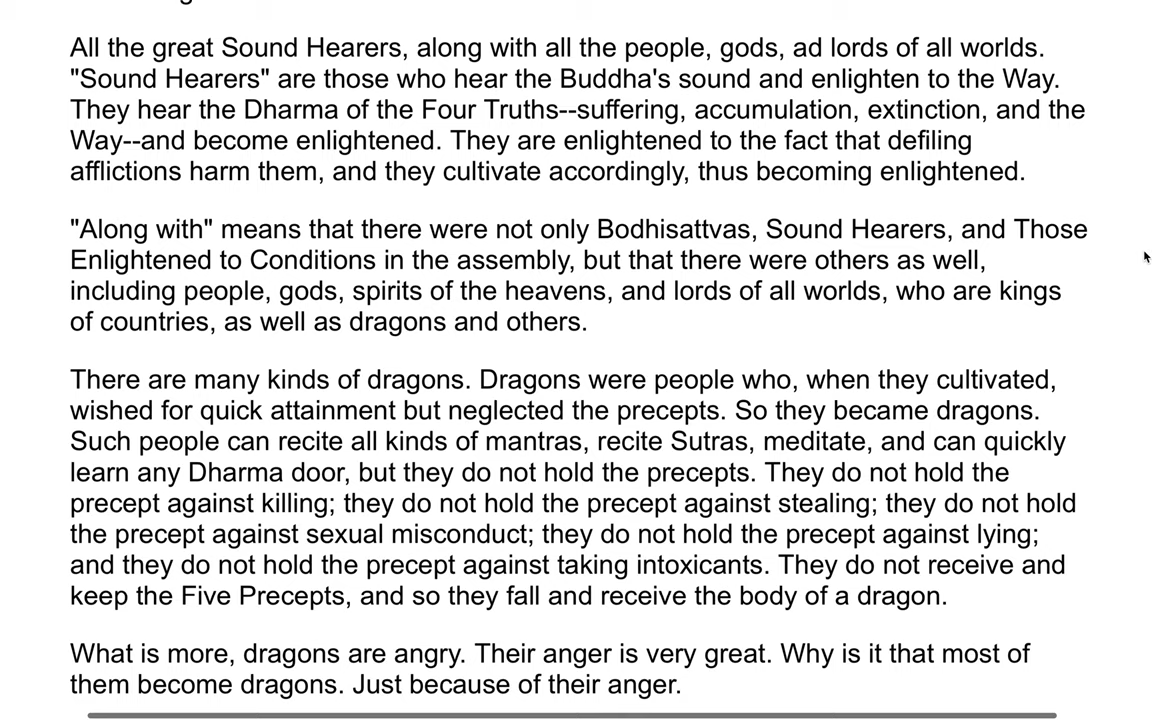 All the great Sound Hearers, along with all the people, gods, ad lords of all worlds.
"Sound Hearers" are those who hear the Buddha's sound and enlighten to the Way.
They hear the Dharma of the Four Truths--suffering, accumulation, extinction, and the
Way--and become enlightened. They are enlightened to the fact that defiling
afflictions harm them, and they cultivate accordingly, thus becoming enlightened.
"Along with" means that there were not only Bodhisattvas, Sound Hearers, and Those
Enlightened to Conditions in the assembly, but that there were others as well,
including people, gods, spirits of the heavens, and lords of all worlds, who are kings
of countries, as well as dragons and others.
There are many kinds of dragons. Dragons were people who, when they cultivated,
wished for quick attainment but neglected the precepts. So they became dragons.
Such people can recite all kinds of mantras, recite Sutras, meditate, and can quickly
learn any Dharma door, but they do not hold the precepts. They do not hold the
precept against killing; they do not hold the precept against stealing; they do not hold
the precept against sexual misconduct; they do not hold the precept against lying;
and they do not hold the precept against taking intoxicants. They do not receive and
keep the Five Precepts, and so they fall and receive the body of a dragon.
What is more, dragons are angry. Their anger is very great. Why is it that most of
them become dragons. Just because of their anger.